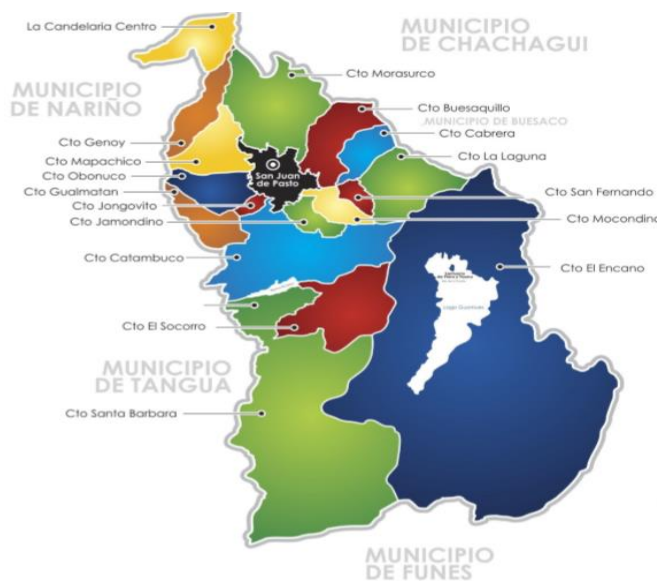 La Candelaria Centro
MUNICIPIO
DE CHACHAGUI
Cto Morasurco
MUNICIPIO
DE NARIÑO
Cto Buesaquillo
MUNICIPIO DE BUESACO
Cto Cabrera
Cto Genoy
Cto La Laguna
Cto Mapachico
Cto Obonuco
San Juan
de Pasto
Cto Gualmatan
Cto San Fernando
Cto Jongovito
Cto Jamondino
Cto Mocondino
Cto Catambuco
Cto El Encano
Cto El Socorro
MUNICIPIO
DE TANGUA
Cto Santa Barbara
MUNICIPIO
DE FUNES